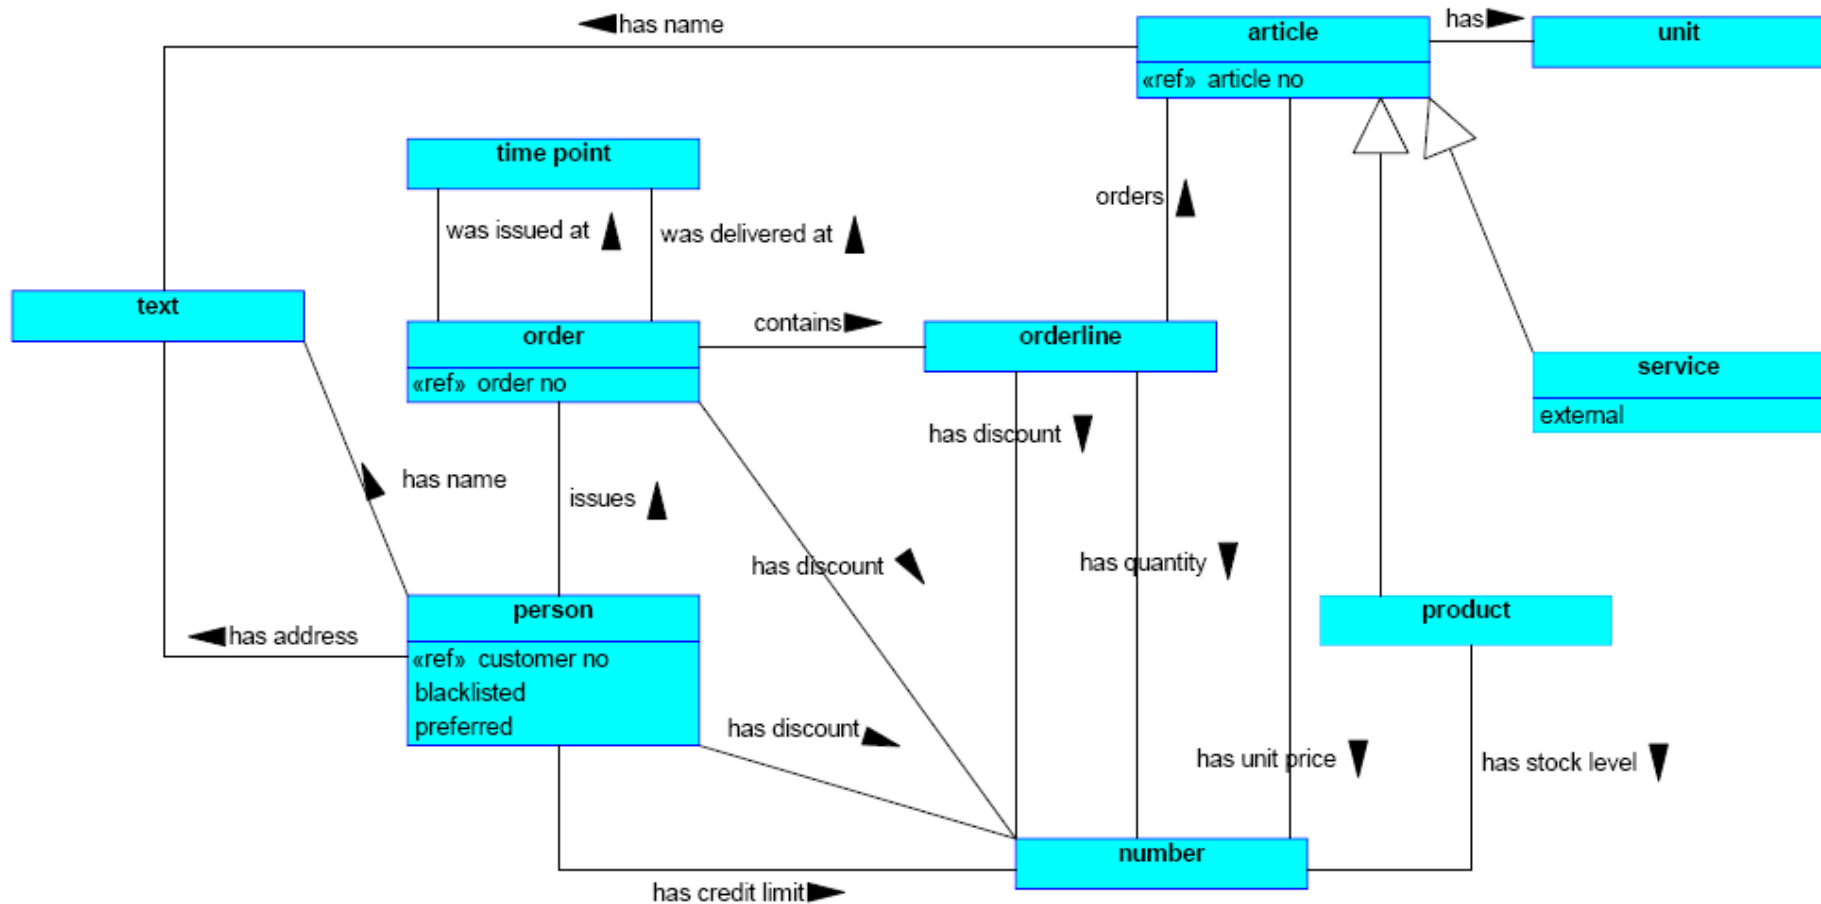 has name
article
has
unit
«ref» article no
time point
orders
was issued at
was delivered at
text
order
contains
orderline
«ref» order no
service
external
has discount
has name
issues
has discount
has quantity
person
product
has address
«ref» customer no
blacklisted
preferred
has discount
has unit price
has stock level
number
has credit limit